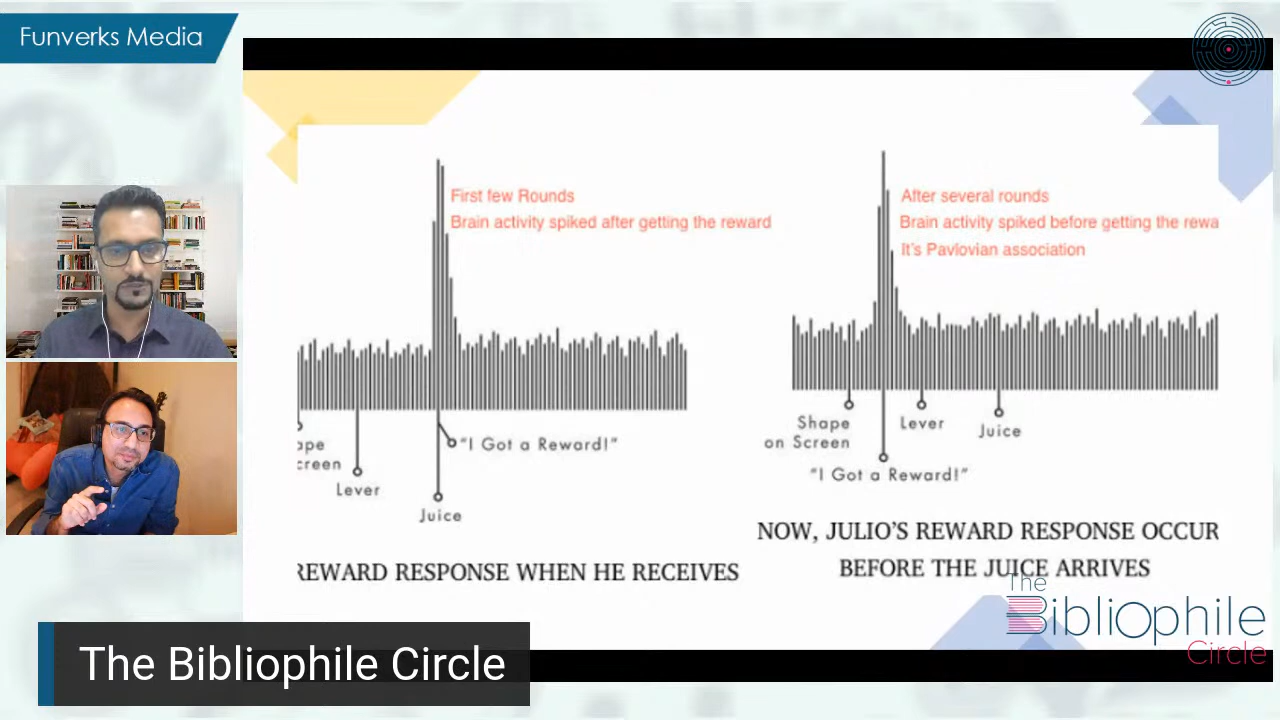 Funverks Media
First few Rounds
Brain activity spiked after getting the reward
ape
creen
Lever
"I Got a Reward!"
Juice
REWARD RESPONSE WHEN HE RECEIVES
After several rounds
Brain activity spiked before getting the rewa
It's Pavlovian association
Shape
on Screen
Lever
Juice
"I Got a Reward!"
NOW, JULIO'S REWARD RESPONSE OCCUR
BEFORE THE JUICE ARRIVES
The
Bibliophile
Circle
The Bibliophile Circle